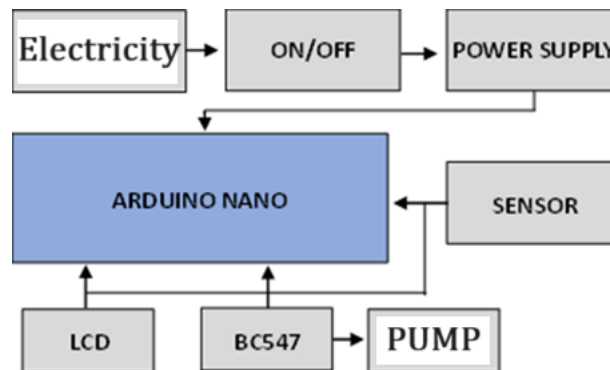 Electricity
ON/OFF
POWER SUPPLY
ARDUINO NANO
SENSOR
LCD
BC547
PUMP